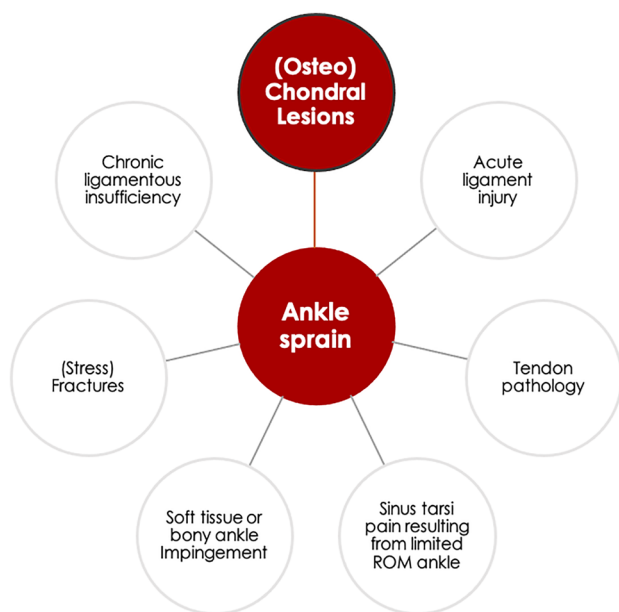 (Osteo)
Chondral
Lesions
Chronic
ligamentous
insufficiency
Acute
ligament
injury
Ankle
sprain
(Stress)
Fractures
Tendon
pathology
Soft tissue or
bony ankle
Impingement
Sinus tarsi
pain resulting
from limited
ROM ankle